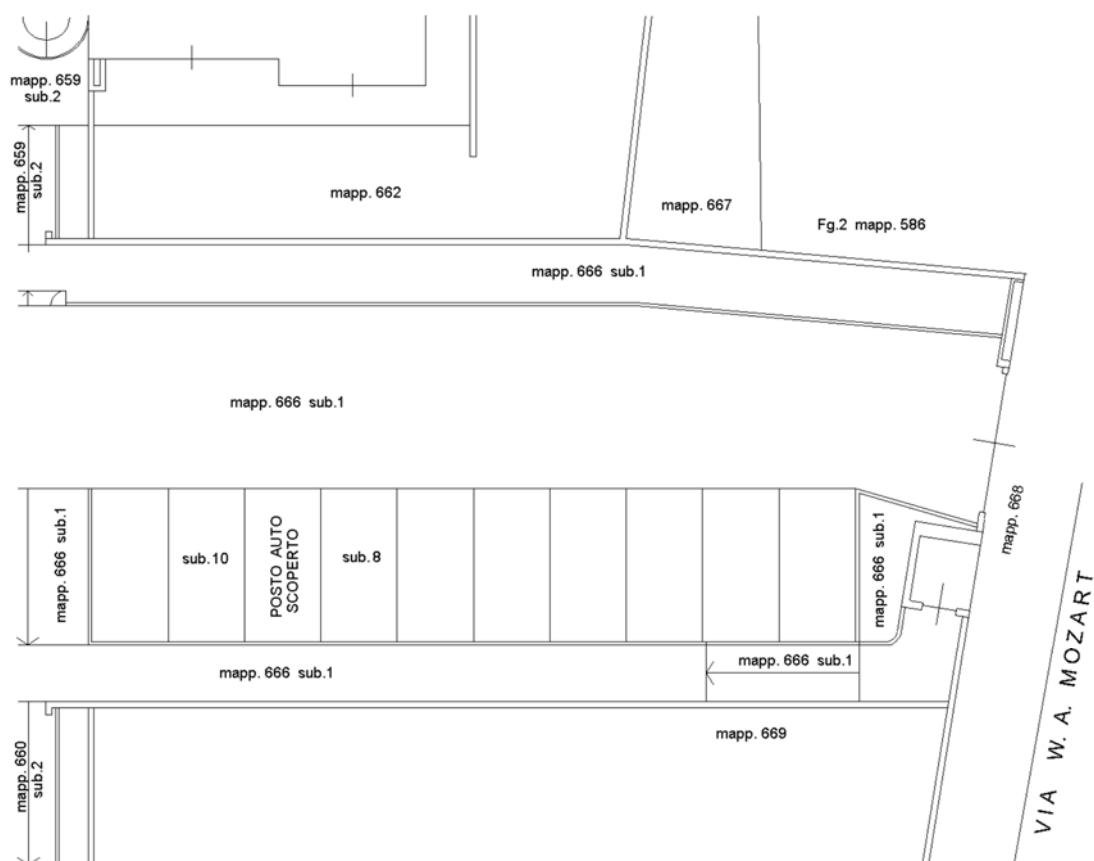 mapp. 659
sub.2
mapp. 659
sub.2
mapp. 662
mapp. 667
Fg.2 mapp. 586
mapp. 666 sub.1
mapp. 666 sub.1
mapp. 668
mapp. 666 sub.1
sub.10
POSTO AUTO
SCOPERTO
sub.8
mapp. 666 sub.1
mapp. 666 sub.1
mapp. 666 sub.1
mapp. 669
mapp. 660
sub.2
VIA W. A. MOZART